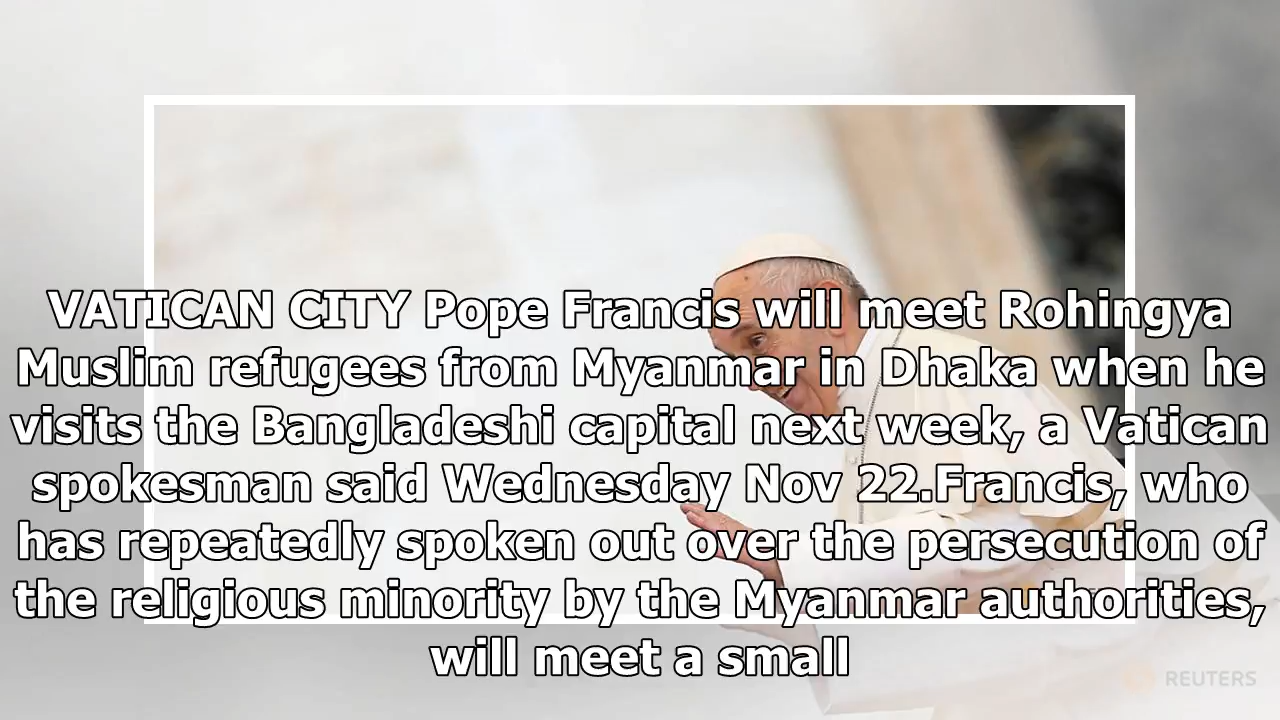 VATICAN CITY Pope Francis will meet Rohingya
Muslim refugees from Myanmar in Dhaka when he
visits the Bangladeshi capital next week, a Vatican
spokesman said Wednesday Nov 22.Francis, who
has repeatedly spoken out over the persecution of
the religious minority by the Myanmar authorities,
will meet a small
REUTERS